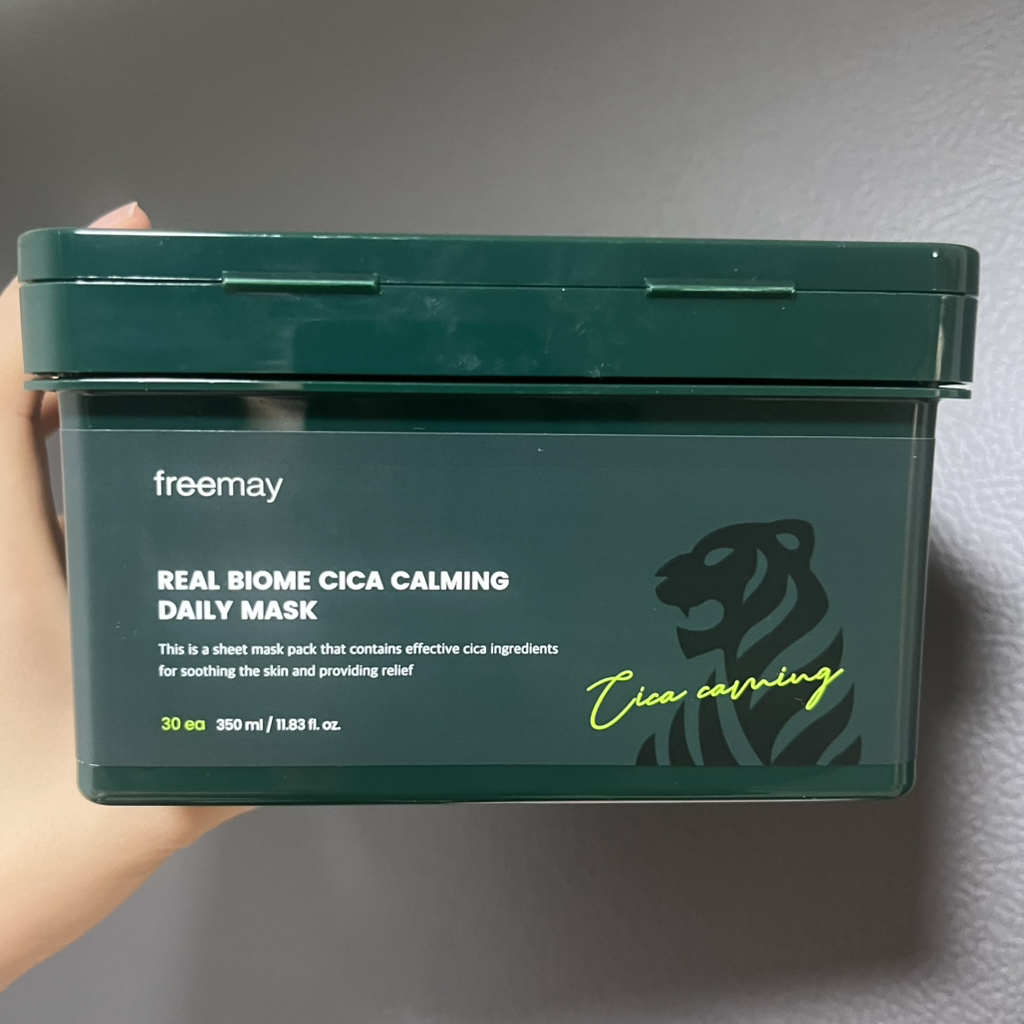 freemay
REAL BIOME CICA CALMING
DAILY MASK
This is a sheet mask pack that contains effective cica ingredients
for soothing the skin and providing relief
Cica calming
30 ea 350 ml / 11.83 fl. oz.